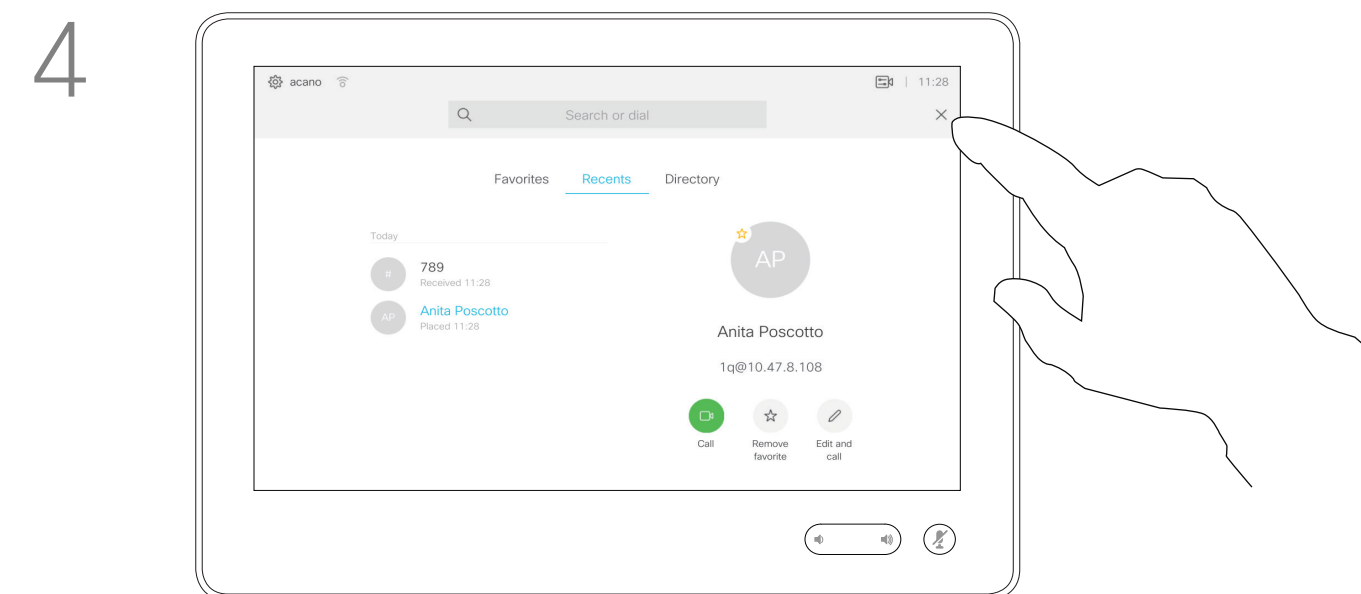 4
acano
11:28
Search or dial
Favorites Recents Directory
Today
#
789
Received 11:28
AP
Anita Poscotto
Placed 11:28
AP
Anita Poscotto
1q@10.47.8.108
Call
Remove
favorite
Edit and
call